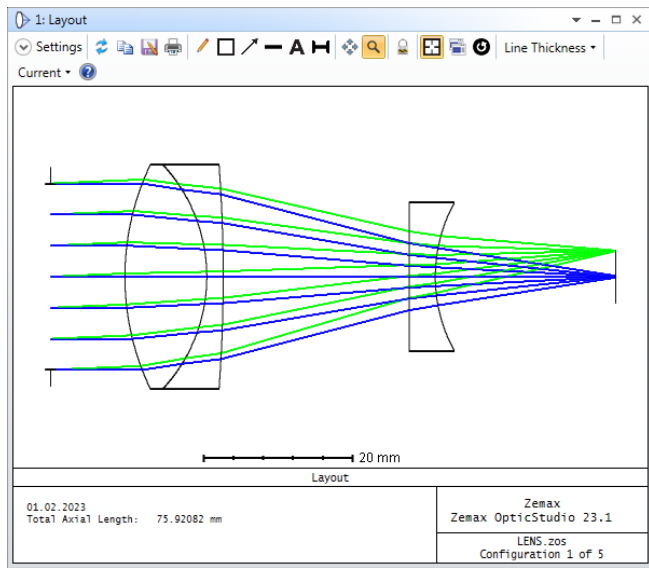 1: Layout
Settings
A
Line Thickness
Current
?
20 mm
Layout
01.02.2023
Total Axial Length: 75.92082 mm
Zemax
Zemax OpticStudio 23.1
LENS.zos
Configuration 1 of 5